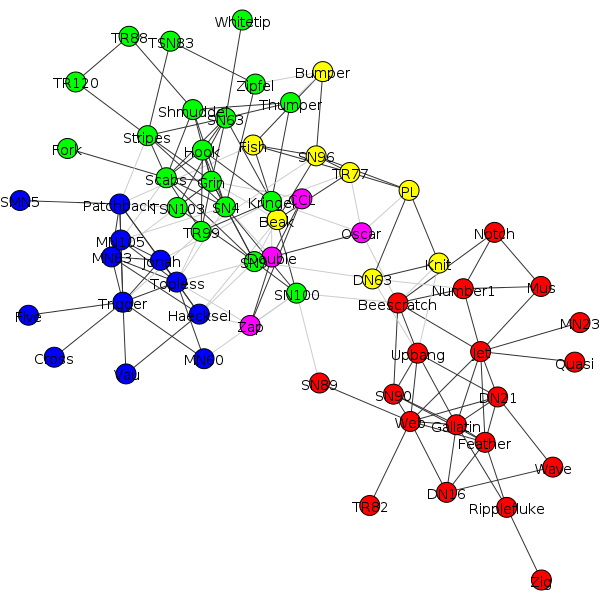 Whitetip
TR88
TSN83
Bumper
TR120
Zipfel
Thumper
Shmuddel
SN63
Stripes
Fork
Hook
Fish
SN96
TR77
Scabs
Grin
PL
SMN5
Patchback
TSN103
SN4
Kringel
CCL
Beak
TR99
Oscar
Notch
MN105
MN83
Jonah
SN9
Double
Knit
Topless
DN63
SN100
Number1
Mus
Beescratch
Trigger
Five
Haecksel
Zap
MN23
Cross
MN60
Vau
Upbang
Jet
Quasi
SN89
SN90
DN21
Web
Gallatin
Feather
Wave
DN16
TR82
Ripplefluke
Zig